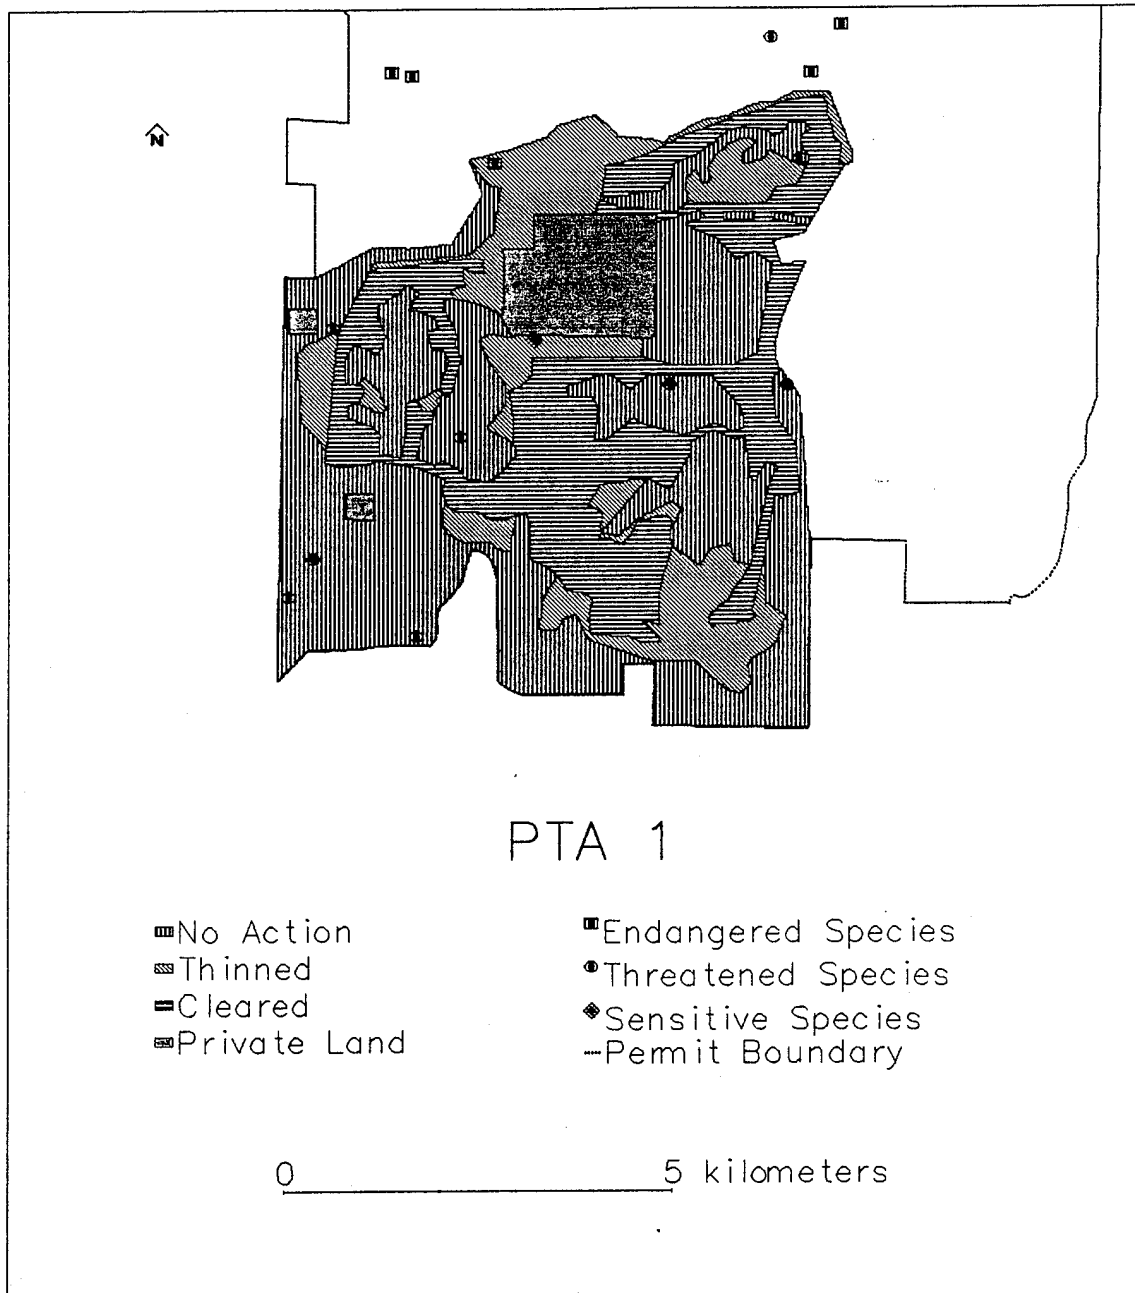 N
PTA 1
No Action
Thinned
Cleared
Private Land
Endangered Species
Threatened Species
Sensitive Species
Permit Boundary
0 5 kilometers